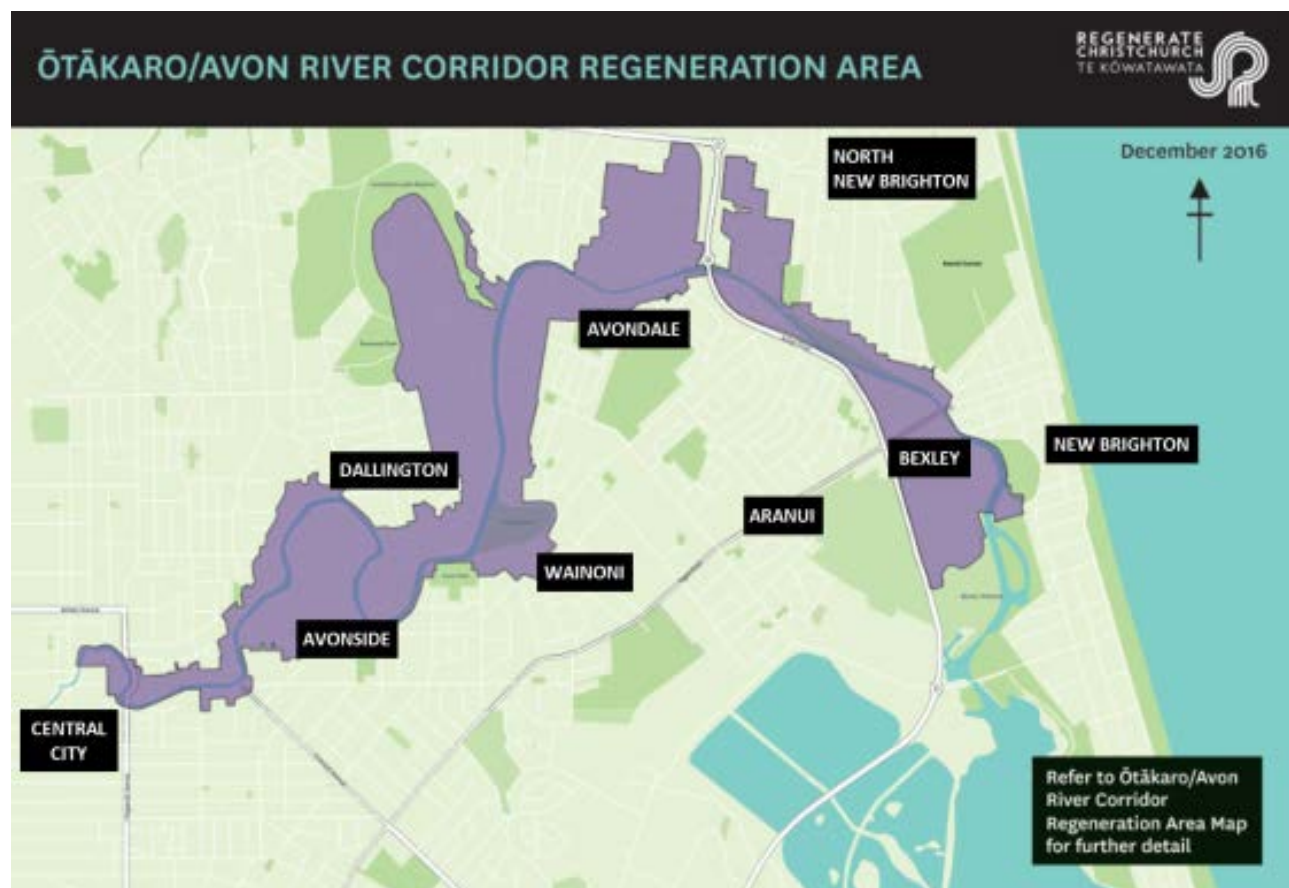 ŌTĀKARO/AVON RIVER CORRIDOR REGENERATION AREA
REGENERATE
CHRISTCHURCH
TE KŌWATAWATA
December 2016
NORTH
NEW BRIGHTON
AVONDALE
DALLINGTON
BEXLEY
NEW BRIGHTON
ARANUI
WAINONI
AVONSIDE
CENTRAL
CITY
Refer to Ōtākaro/Avon
River Corridor
Regeneration Area Map
for further detail